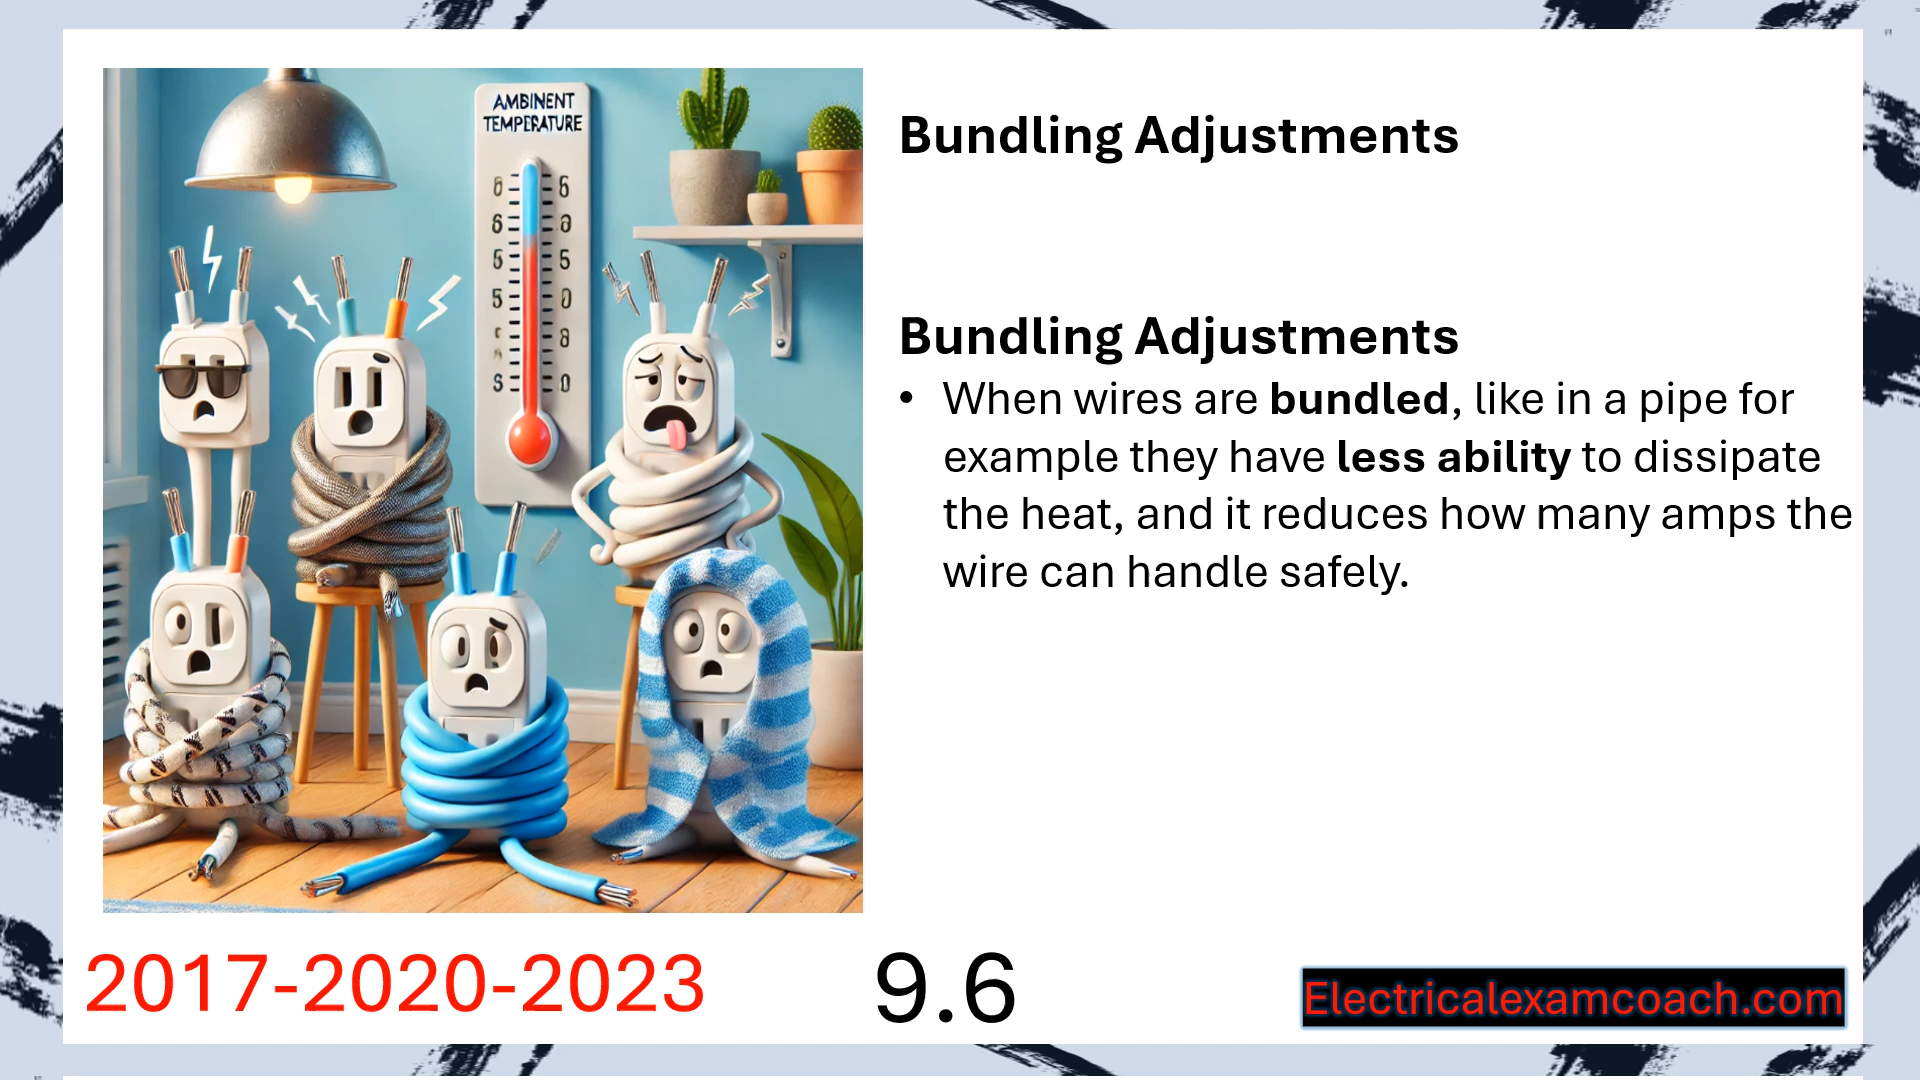 AMBINENT
TEMPERATURE
Bundling Adjustments
Bundling Adjustments
• When wires are bundled, like in a pipe for
example they have less ability to dissipate
the heat, and it reduces how many amps the
wire can handle safely.
2017-2020-2023
9.6
Electricalexamcoach.com